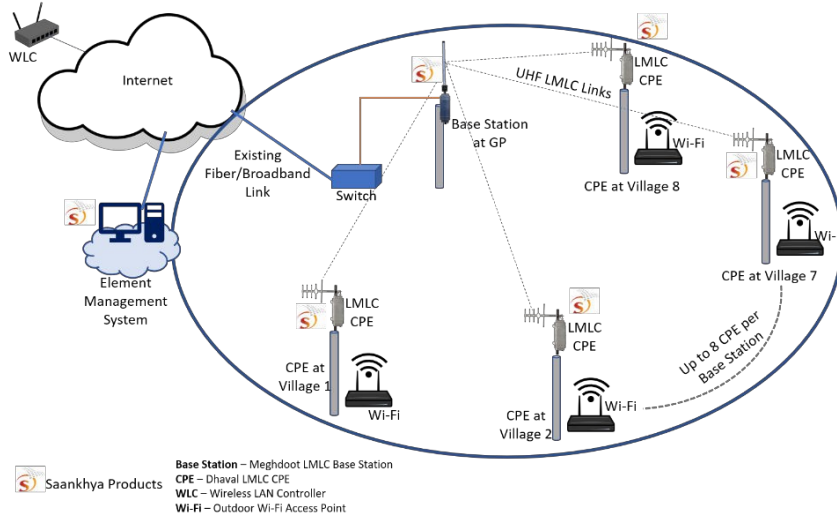 WLC
Internet
Existing
Fiber/Broadband
Link
Switch
Element
Management
System
S
Base Station
at GP
UHF LMLC Links
LMLC
CPE
Wi-Fi
CPE at Village 8
LMLC
CPE
Wi-
CPE at Village 7
Up to 8 CPE per
Base Station
LMLC
CPE
CPE at
Village 1
Wi-Fi
LMLC
CPE
CPE at
Village 2
Wi-Fi
Saankhya Products
Base Station – Meghdoot LMLC Base Station
CPE – Dhaval LMLC CPE
WLC – Wireless LAN Controller
Wi-Fi – Outdoor Wi-Fi Access Point